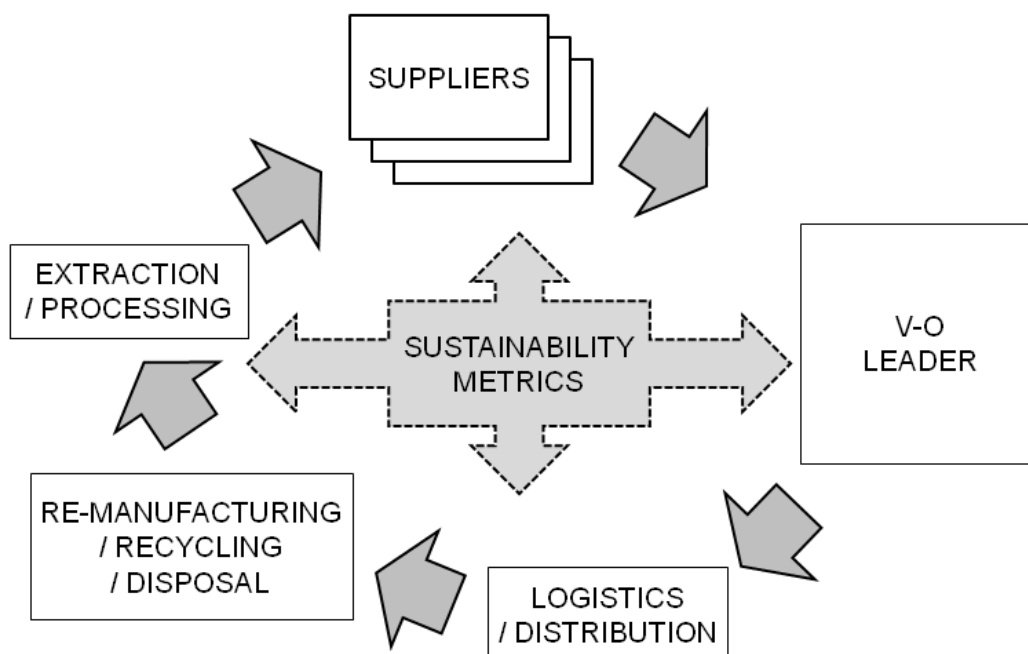 SUPPLIERS
EXTRACTION
/ PROCESSING
SUSTAINABILITY
METRICS
V-O
LEADER
RE-MANUFACTURING
/ RECYCLING
/ DISPOSAL
LOGISTICS
/ DISTRIBUTION